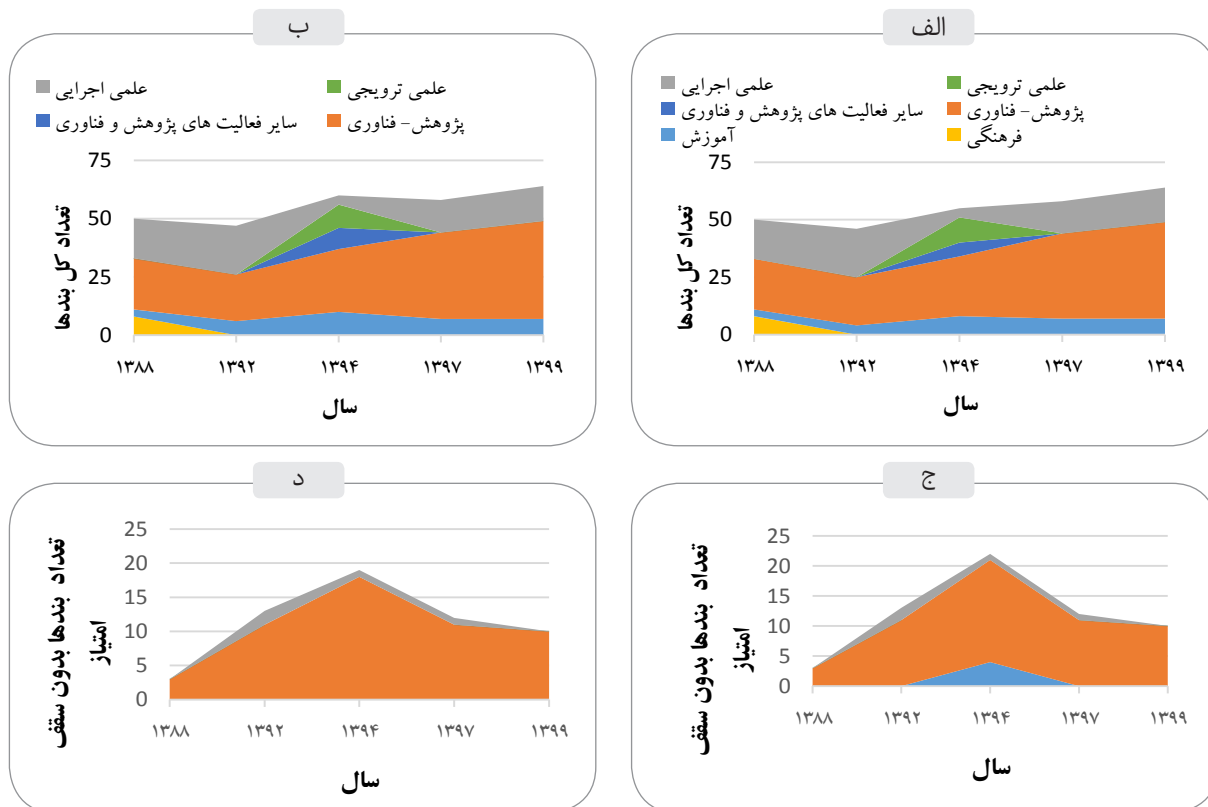 الف
علمی ترویجی علمی اجرایی
پژوهش- فناوری سایر فعالیت های پژوهش و فناوری
فرهنگی آموزش
تعداد کل بندها
75
50
25
0
۱۳۸۸ ۱۳۹۲ ۱۳۹۴ ۱۳۹۷ ۱۳۹۹
سال
ب
علمی ترویجی علمی اجرایی
پژوهش- فناوری سایر فعالیت های پژوهش و فناوری
تعداد کل بندها
75
50
25
0
۱۳۸۸ ۱۳۹۲ ۱۳۹۴ ۱۳۹۷ ۱۳۹۹
سال
ج
تعداد بندها بدون سقف
امتیاز
25
20
15
10
5
0
۱۳۸۸ ۱۳۹۲ ۱۳۹۴ ۱۳۹۷ ۱۳۹۹
سال
د
تعداد بندها بدون سقف
امتیاز
25
20
15
10
5
0
۱۳۸۸ ۱۳۹۲ ۱۳۹۴ ۱۳۹۷ ۱۳۹۹
سال